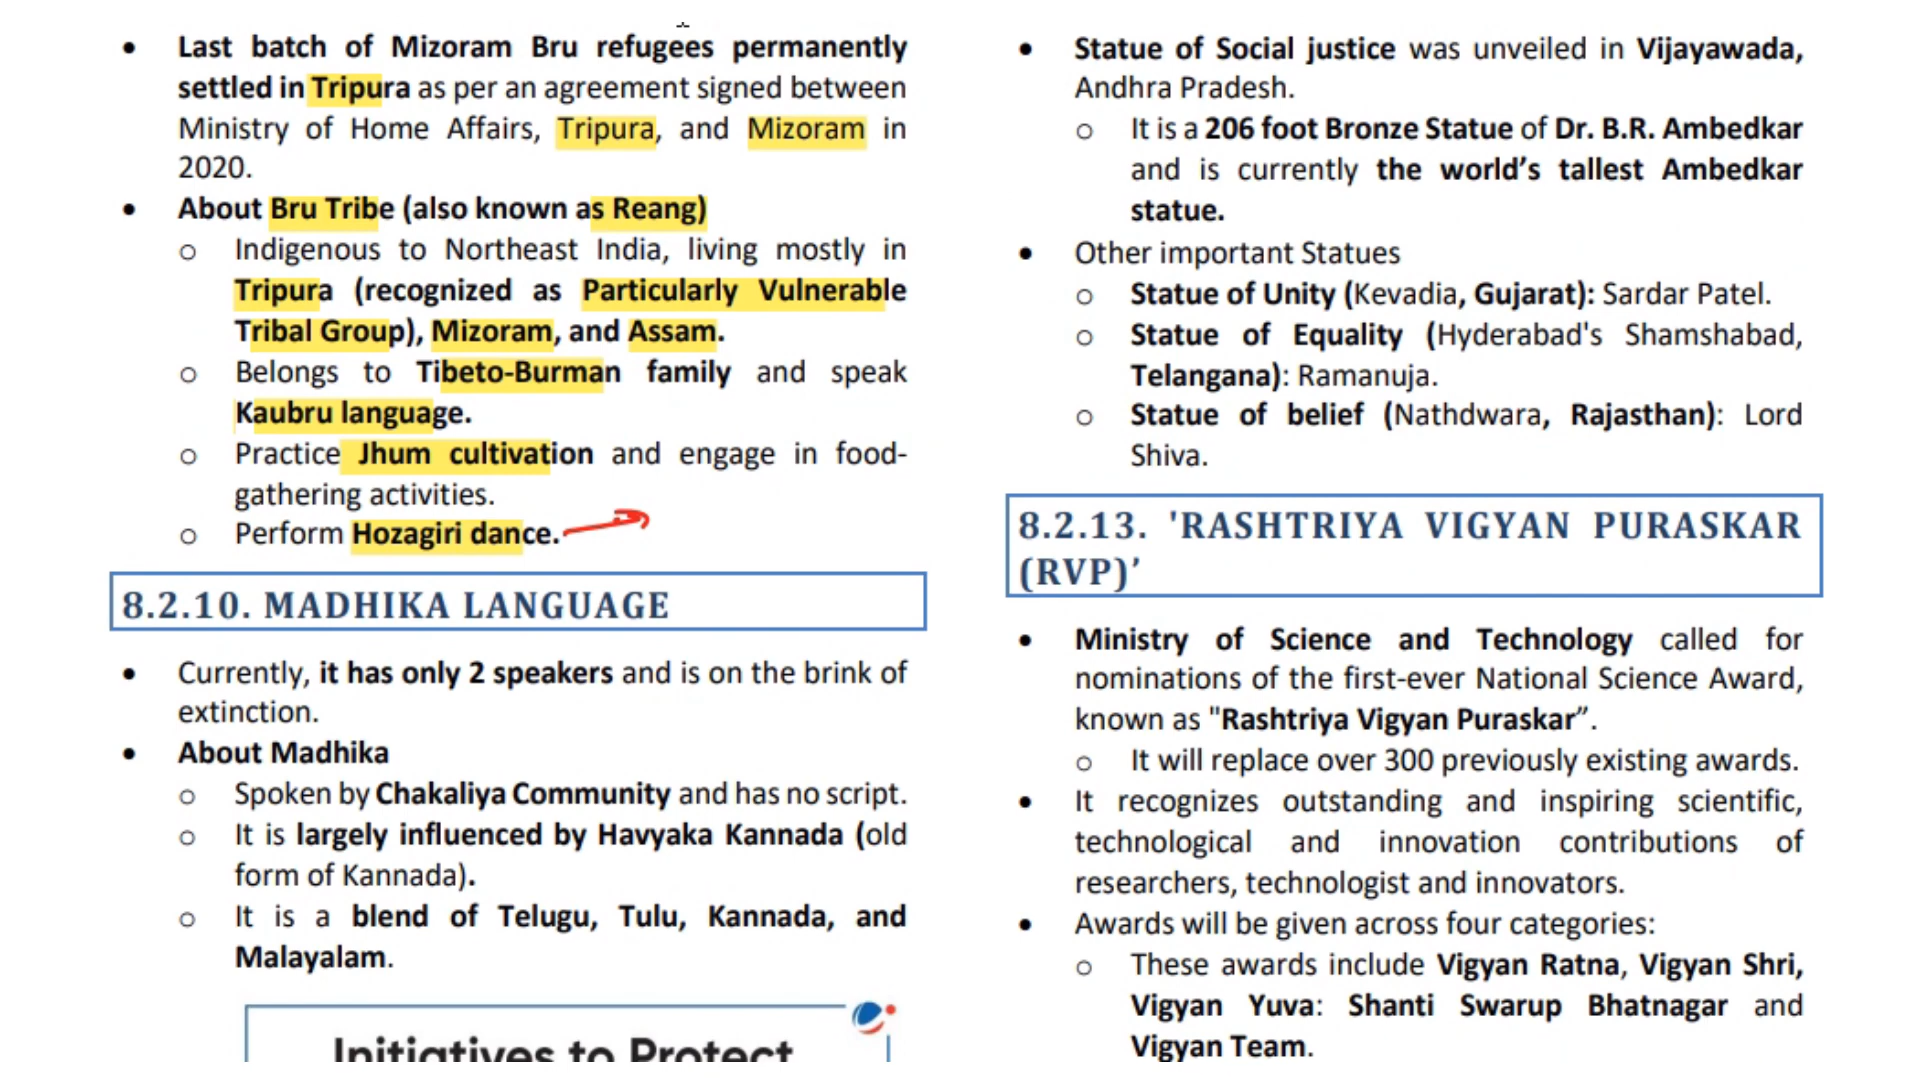 • Last batch of Mizoram Bru refugees permanently
settled in Tripura as per an agreement signed between
Ministry of Home Affairs, Tripura, and Mizoram in
2020.
• About Bru Tribe (also known as Reang)
o Indigenous to Northeast India, living mostly in
Tripura (recognized as Particularly Vulnerable
Tribal Group), Mizoram, and Assam.
o Belongs to Tibeto-Burman family and speak
Kaubru language.
o Practice Jhum cultivation and engage in food-
gathering activities.
o Perform Hozagiri dance.
8.2.10. MADHIKA LANGUAGE
• Currently, it has only 2 speakers and is on the brink of
extinction.
• About Madhika
o Spoken by Chakaliya Community and has no script.
o It is largely influenced by Havyaka Kannada (old
form of Kannada).
o It is a blend of Telugu, Tulu, Kannada, and
Malayalam.
Initiatives to Protect
• Statue of Social justice was unveiled in Vijayawada,
Andhra Pradesh.
o It is a 206 foot Bronze Statue of Dr. B.R. Ambedkar
and is currently the world’s tallest Ambedkar
statue.
• Other important Statues
o Statue of Unity (Kevadia, Gujarat): Sardar Patel.
o Statue of Equality (Hyderabad's Shamshabad,
Telangana): Ramanuja.
o Statue of belief (Nathdwara, Rajasthan): Lord
Shiva.
8.2.13. 'RASHTRIYA VIGYAN PURASKAR
(RVP)’
• Ministry of Science and Technology called for
nominations of the first-ever National Science Award,
known as "Rashtriya Vigyan Puraskar”.
o It will replace over 300 previously existing awards.
• It recognizes outstanding and inspiring scientific,
technological and innovation contributions of
researchers, technologist and innovators.
• Awards will be given across four categories:
o These awards include Vigyan Ratna, Vigyan Shri,
Vigyan Yuva: Shanti Swarup Bhatnagar and
Vigyan Team.